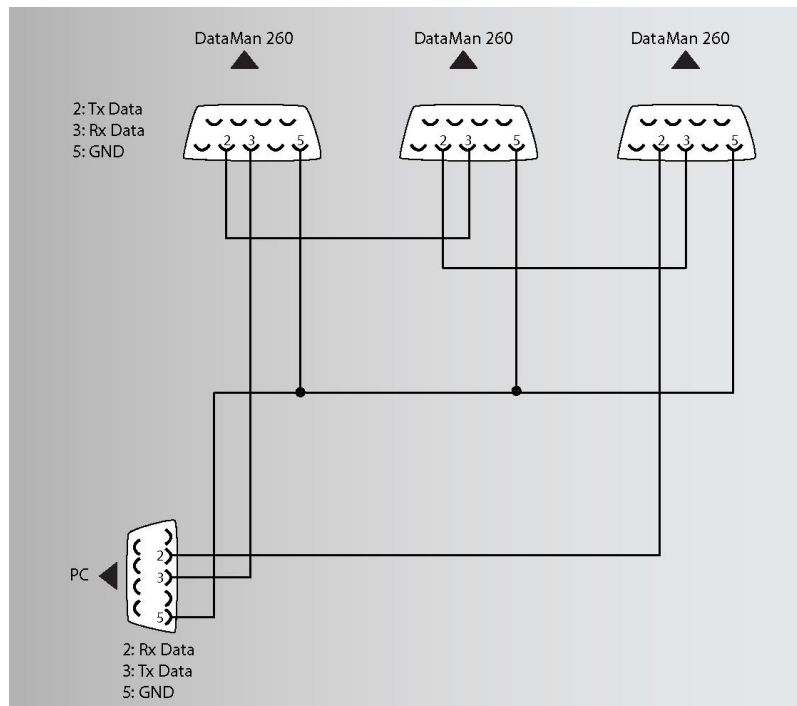 DataMan 260
DataMan 260
DataMan 260
2: Tx Data
3: Rx Data
5: GND
2 3 5
2 3 5
2 3 5
PC
2
3
5
2: Rx Data
3: Tx Data
5: GND